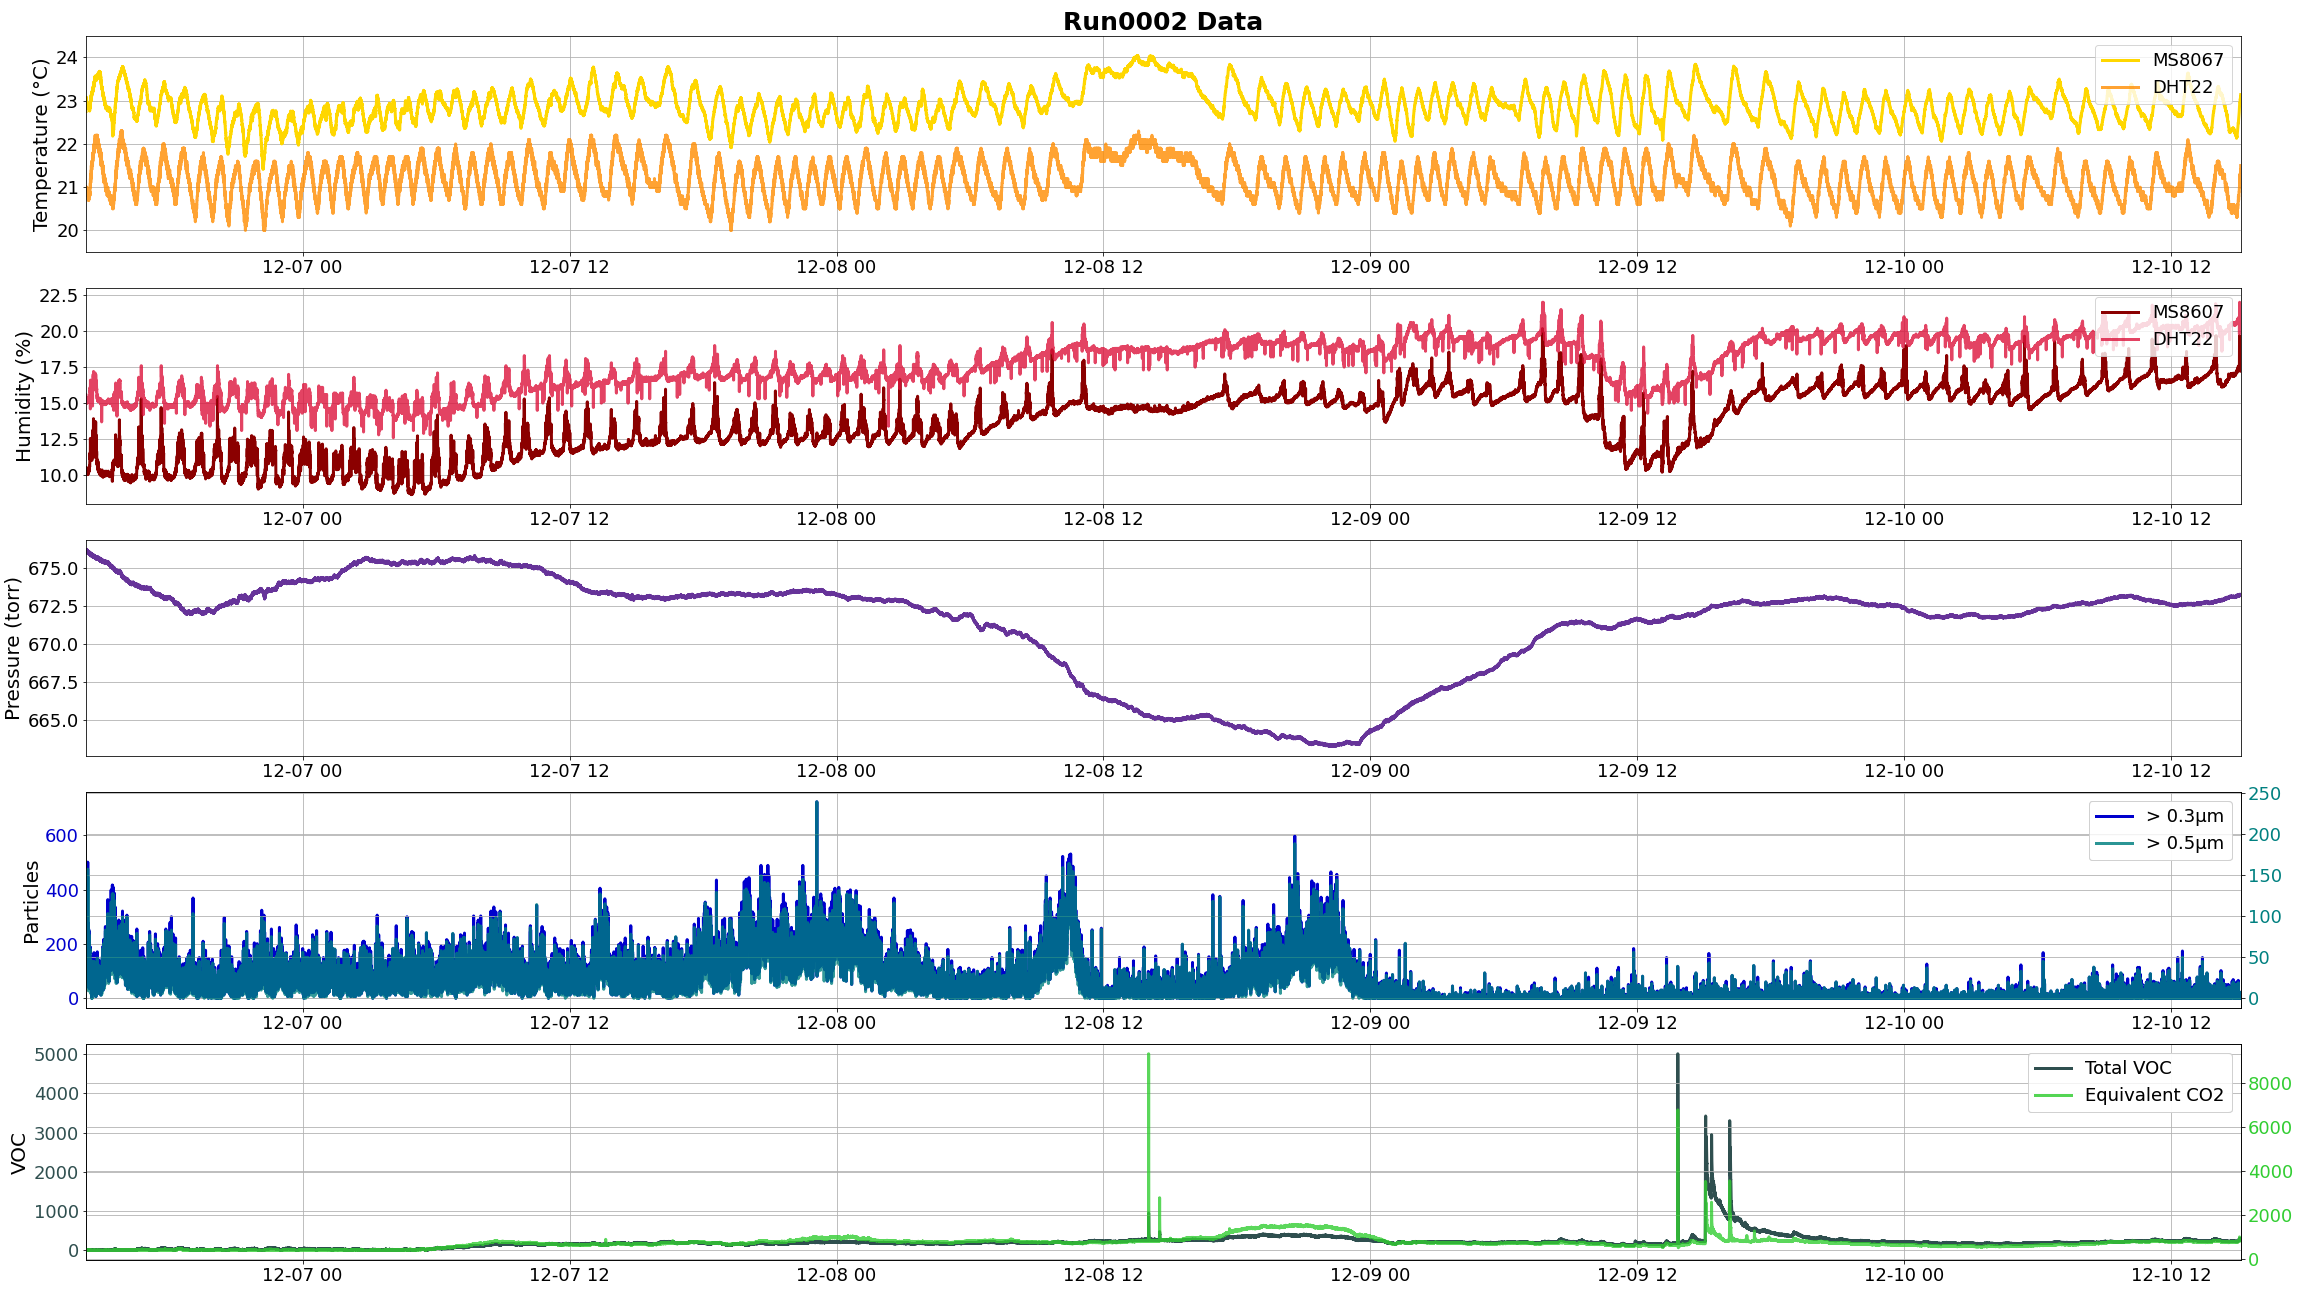 Run0002 Data
Temperature (°C)
24
23
22
21
20
MS8067
DHT22
12-07 00 12-07 12 12-08 00 12-08 12 12-09 00 12-09 12 12-10 00 12-10 12
Humidity (%)
22.5
20.0
17.5
15.0
12.5
10.0
MS8607
DHT22
12-07 00 12-07 12 12-08 00 12-08 12 12-09 00 12-09 12 12-10 00 12-10 12
Pressure (torr)
675.0
672.5
670.0
667.5
665.0
12-07 00 12-07 12 12-08 00 12-08 12 12-09 00 12-09 12 12-10 00 12-10 12
Particles
600
400
200
0
> 0.3μm
> 0.5μm
250
200
150
100
50
0
12-07 00 12-07 12 12-08 00 12-08 12 12-09 00 12-09 12 12-10 00 12-10 12
VOC
5000
4000
3000
2000
1000
0
Total VOC
Equivalent CO2
8000
6000
4000
2000
0
12-07 00 12-07 12 12-08 00 12-08 12 12-09 00 12-09 12 12-10 00 12-10 12